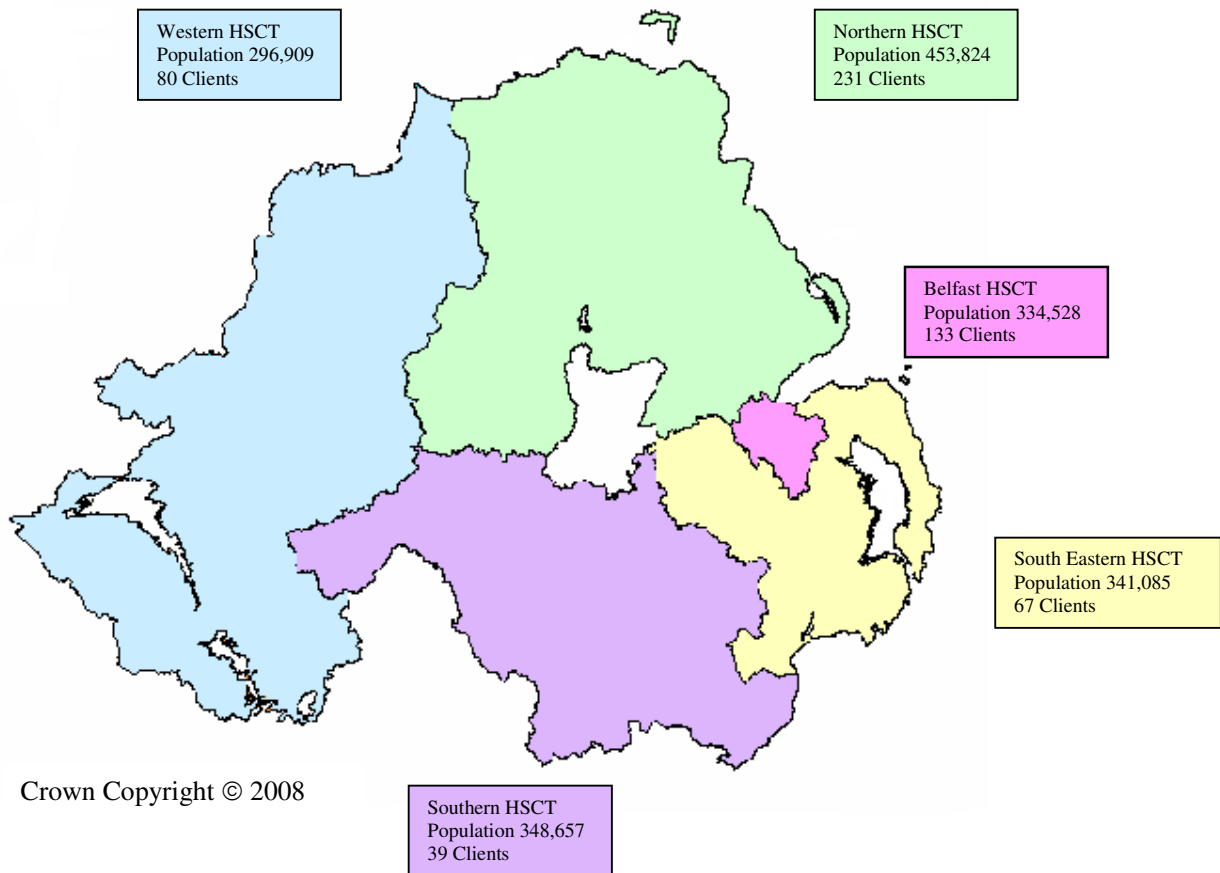 Western HSCT
Population 296,909
80 Clients
Northern HSCT
Population 453,824
231 Clients
Belfast HSCT
Population 334,528
133 Clients
South Eastern HSCT
Population 341,085
67 Clients
Crown Copyright © 2008
Southern HSCT
Population 348,657
39 Clients